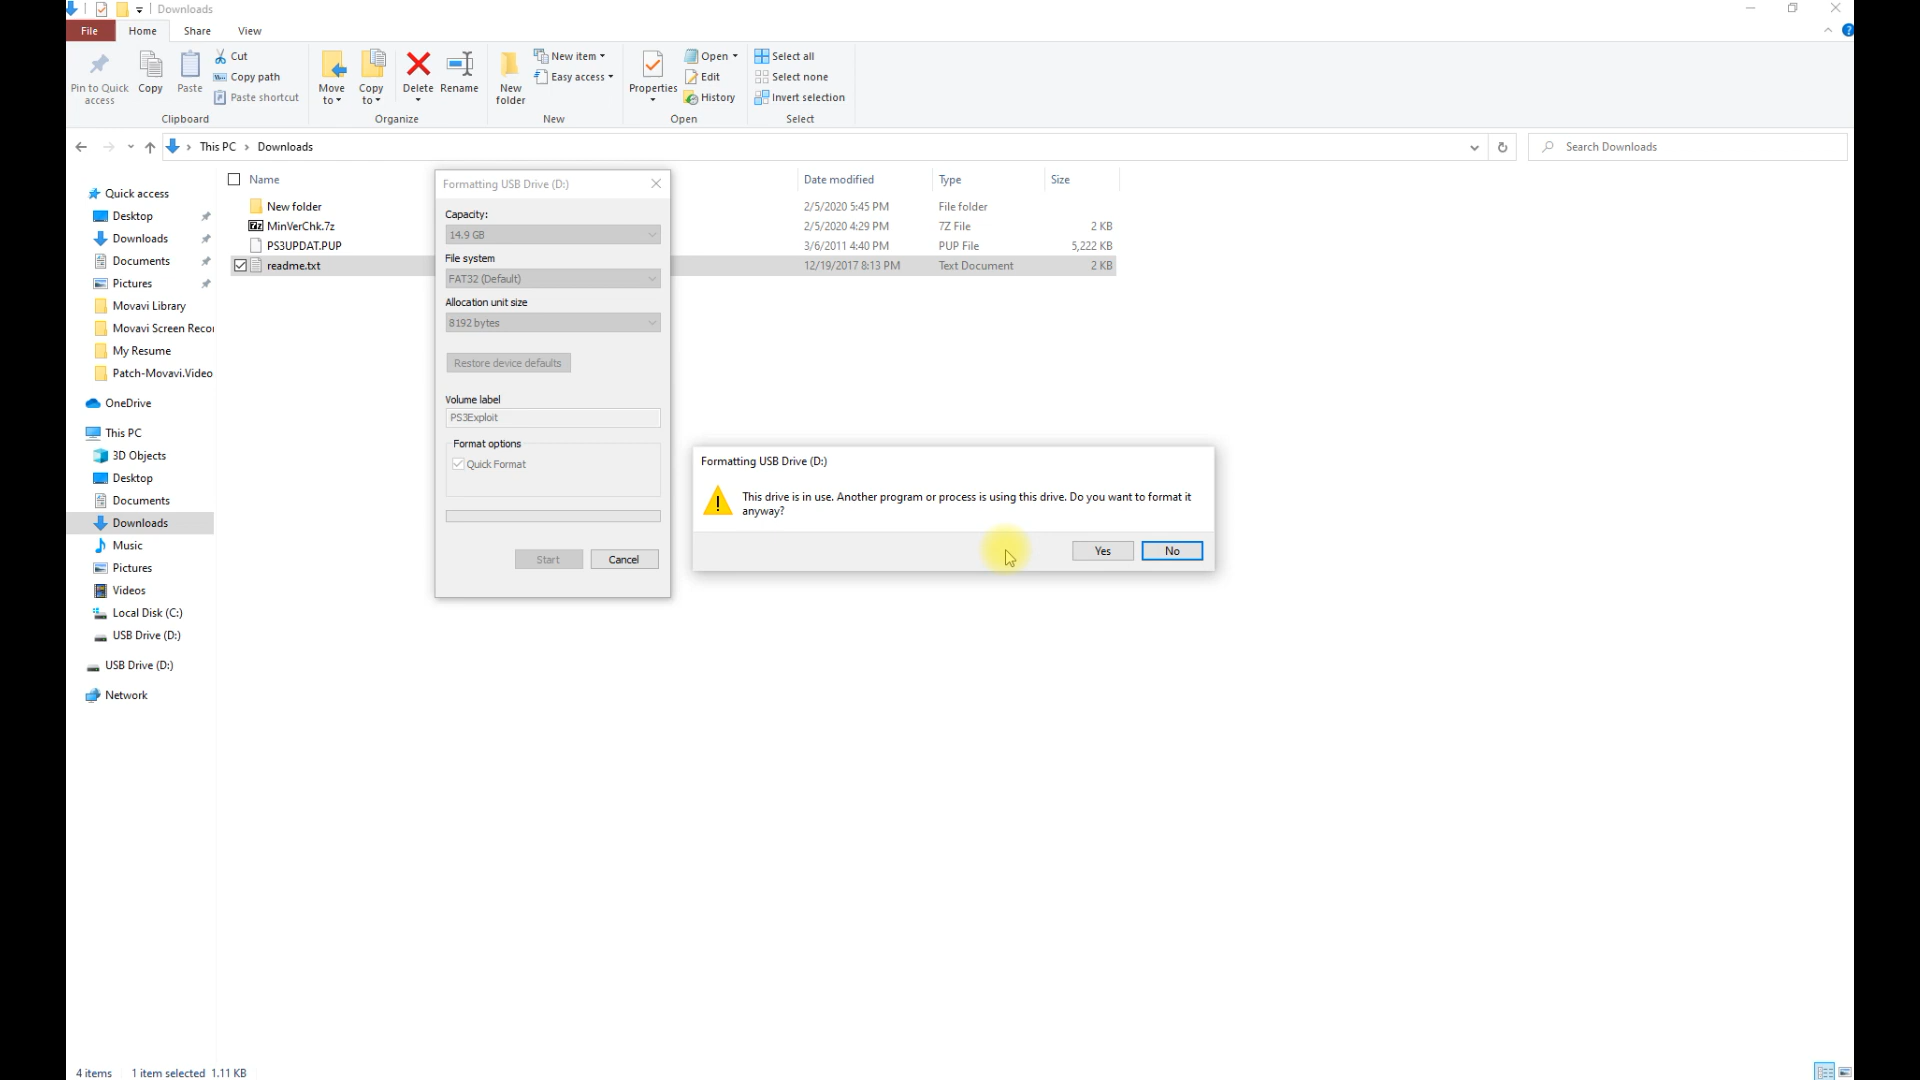 Downloads
File
Home
Share
View
?
Pin to Quick
access
Copy
Paste
Cut
Copy path
Paste shortcut
Clipboard
Move
to
Copy
to
Delete
Rename
Organize
New
folder
New item
Easy access
New
Properties
Open
Edit
History
Open
Select all
Select none
Invert selection
Select
This PC
Downloads
Search Downloads
Quick access
Desktop
Downloads
Documents
Pictures
Movavi Library
Movavi Screen Recor
My Resume
Patch-Movavi.Video
OneDrive
This PC
3D Objects
Desktop
Documents
Downloads
Music
Pictures
Videos
Local Disk (C:)
USB Drive (D:)
USB Drive (D:)
Network
Name
Date modified
Type
Size
New folder
2/5/2020 5:45 PM
File folder
7z MinVerChk.7z
2/5/2020 4:29 PM
7Z File
2 KB
PS3UPDAT.PUP
3/6/2011 4:40 PM
PUP File
5,222 KB
readme.txt
12/19/2017 8:13 PM
Text Document
2 KB
Formatting USB Drive (D:)
Capacity:
14.9 GB
File system
FAT32 (Default)
Allocation unit size
8192 bytes
Restore device defaults
Volume label
PS3Exploit
Format options
Quick Format
Start
Cancel
Formatting USB Drive (D:)
This drive is in use. Another program or process is using this drive. Do you want to format it
anyway?
Yes
No
4 items
1 item selected 1.11 KB